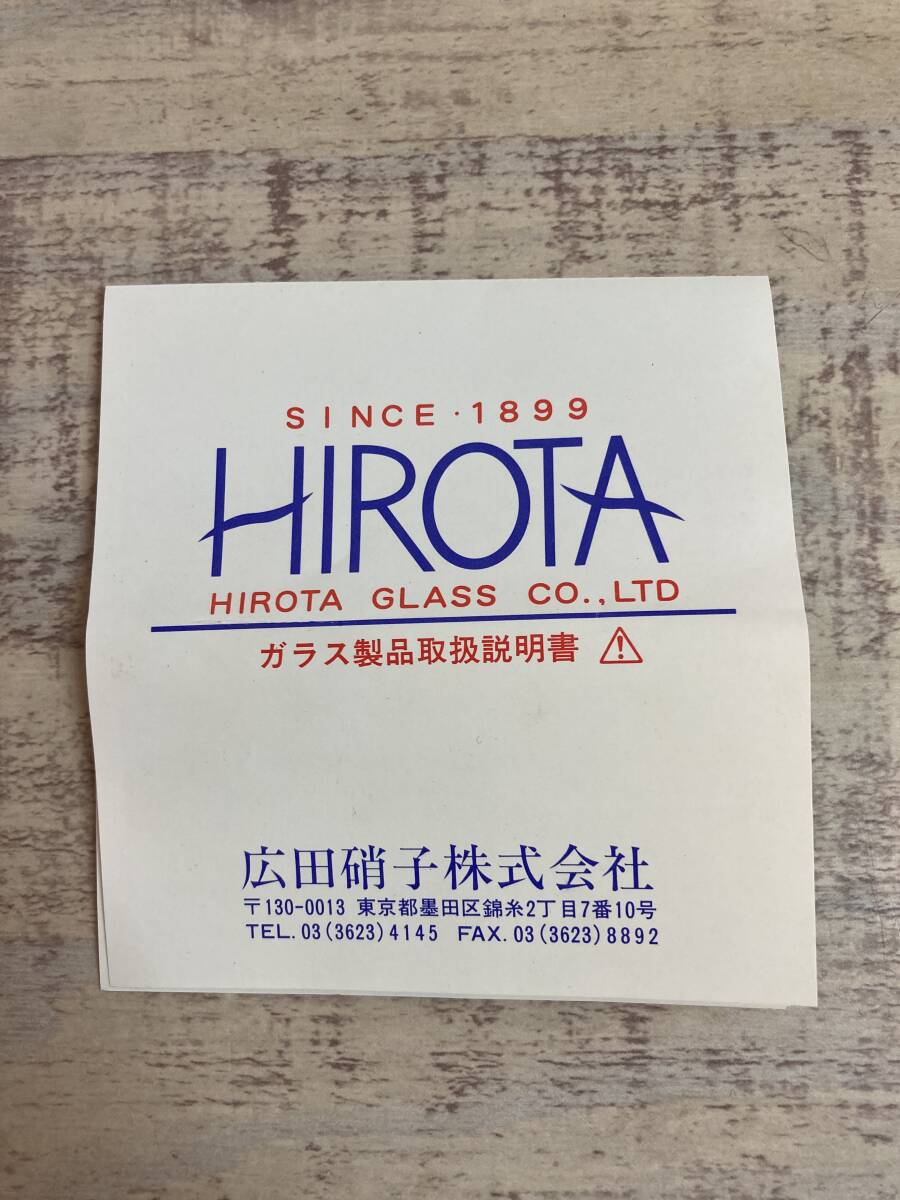 SINCE・1899
HIROTA
HIROTA GLASS CO.,LTD
ガラス製品取扱説明書
広田硝子株式会社
〒130-0013 東京都墨田区錦糸2丁目7番10号
TEL.03(3623)4145 FAX.03(3623)8892